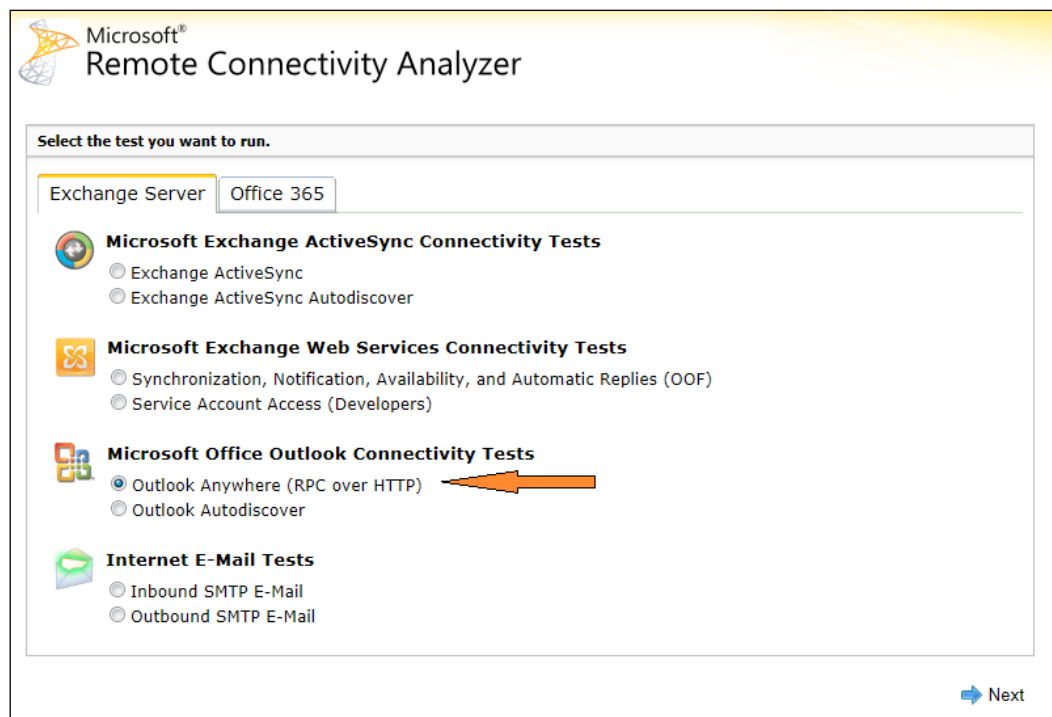 Microsoft®
Remote Connectivity Analyzer
Select the test you want to run.
Exchange Server
Office 365
Microsoft Exchange ActiveSync Connectivity Tests
Exchange ActiveSync
Exchange ActiveSync Autodiscover
Microsoft Exchange Web Services Connectivity Tests
Synchronization, Notification, Availability, and Automatic Replies (OOF)
Service Account Access (Developers)
Microsoft Office Outlook Connectivity Tests
Outlook Anywhere (RPC over HTTP)
Outlook Autodiscover
Internet E-Mail Tests
Inbound SMTP E-Mail
Outbound SMTP E-Mail
Next